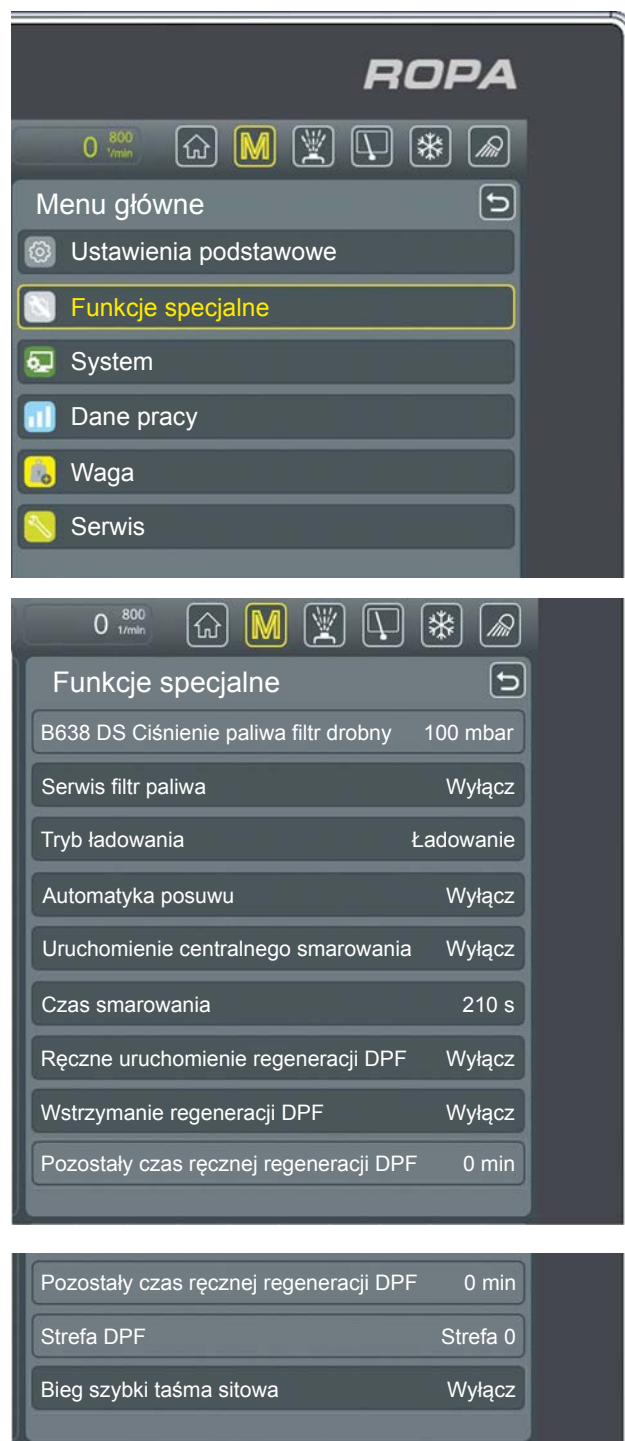 ROPA
0 800 1/min
M
Menu główne
Ustawienia podstawowe
Funkcje specjalne
System
Dane pracy
Waga
Serwis
0 800 1/min
M
Funkcje specjalne
B638 DS Ciśnienie paliwa filtr drobny 100 mbar
Serwis filtr paliwa Wyłącz
Tryb ładowania Ładowanie
Automatyka posuwu Wyłącz
Uruchomienie centralnego smarowania Wyłącz
Czas smarowania 210 s
Ręczne uruchomienie regeneracji DPF Wyłącz
Wstrzymanie regeneracji DPF Wyłącz
Pozostały czas ręcznej regeneracji DPF 0 min
Pozostały czas ręcznej regeneracji DPF 0 min
Strefa DPF Strefa 0
Bieg szybki taśma sitowa Wyłącz